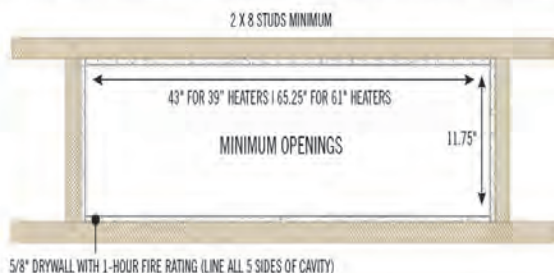 2 X 8 STUDS MINIMUM
43" FOR 39" HEATERS | 65.25" FOR 61" HEATERS
MINIMUM OPENINGS
11.75"
5/8" DRYWALL WITH 1-HOUR FIRE RATING (LINE ALL 5 SIDES OF CAVITY)